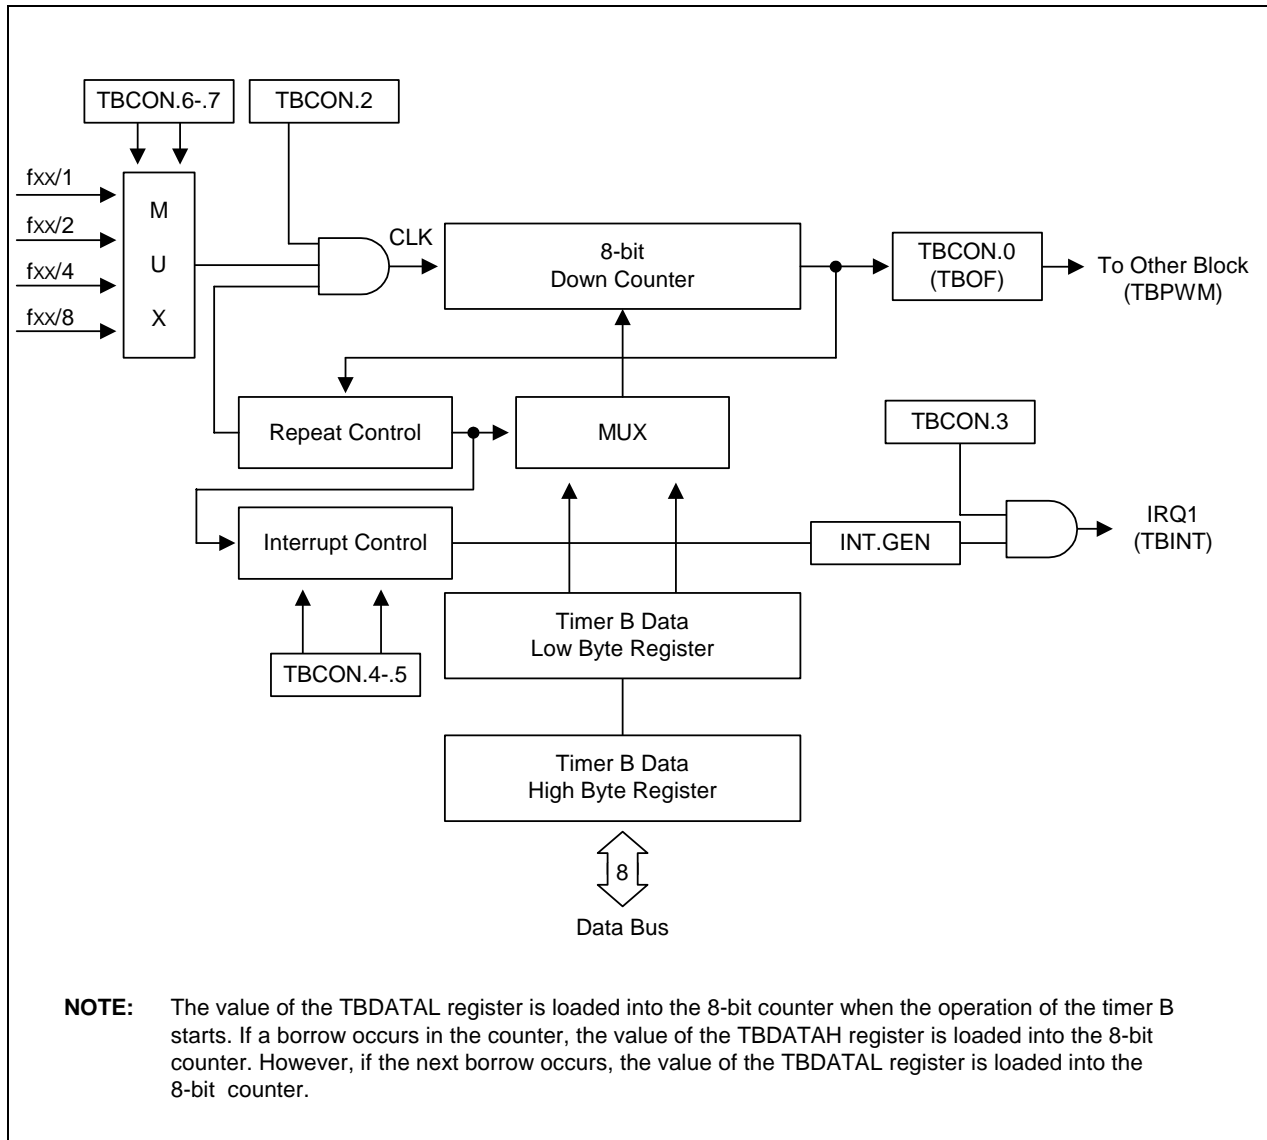 TBCON.6-.7
TBCON.2
fxx/1
fxx/2
fxx/4
fxx/8
M
U
X
CLK
8-bit
Down Counter
TBCON.0
(TBOF)
To Other Block
(TBPWM)
Repeat Control
MUX
TBCON.3
Interrupt Control
INT.GEN
IRQ1
(TBINT)
TBCON.4-.5
Timer B Data
Low Byte Register
Timer B Data
High Byte Register
8
Data Bus
NOTE: The value of the TBDATAL register is loaded into the 8-bit counter when the operation of the timer B
starts. If a borrow occurs in the counter, the value of the TBDATAH register is loaded into the 8-bit
counter. However, if the next borrow occurs, the value of the TBDATAL register is loaded into the
8-bit counter.